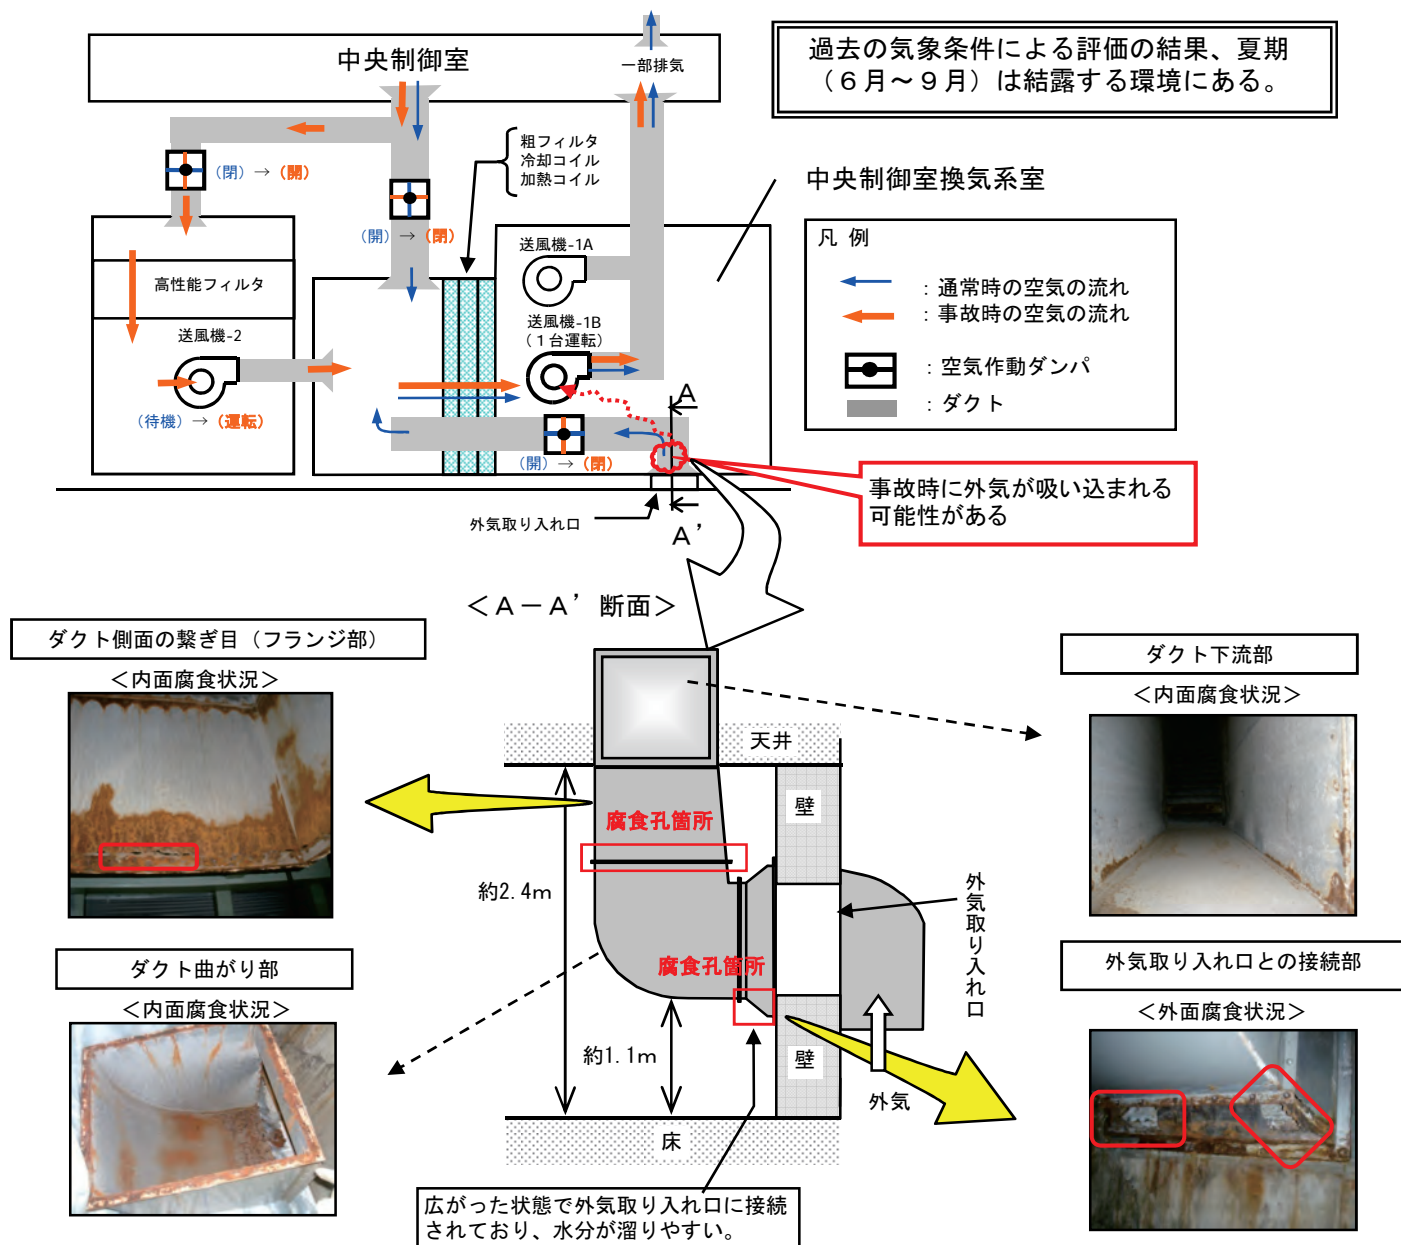 中央制御室
一部排気
過去の気象条件による評価の結果、夏期
（６月～９月）は結露する環境にある。
粗フィルタ
冷却コイル
加熱コイル
(閉) → (開)
中央制御室換気系室
(開) → (閉)
送風機-1A
高性能フィルタ
送風機-1B
(１台運転)
送風機-2
(待機) → (運転)
凡 例
：通常時の空気の流れ
：事故時の空気の流れ
：空気作動ダンパ
：ダクト
A
(開) → (閉)
外気取り入れ口
A’
事故時に外気が吸い込まれる
可能性がある
＜Ａ－Ａ’断面＞
ダクト側面の繋ぎ目（フランジ部）
＜内面腐食状況＞
ダクト下流部
＜内面腐食状況＞
天井
壁
腐食孔箇所
約2.4m
外気取り入れ口
腐食孔箇所
ダクト曲がり部
＜内面腐食状況＞
外気取り入れ口との接続部
＜外面腐食状況＞
約1.1m
壁
外気
床
広がった状態で外気取り入れ口に接続
されており、水分が溜りやすい。